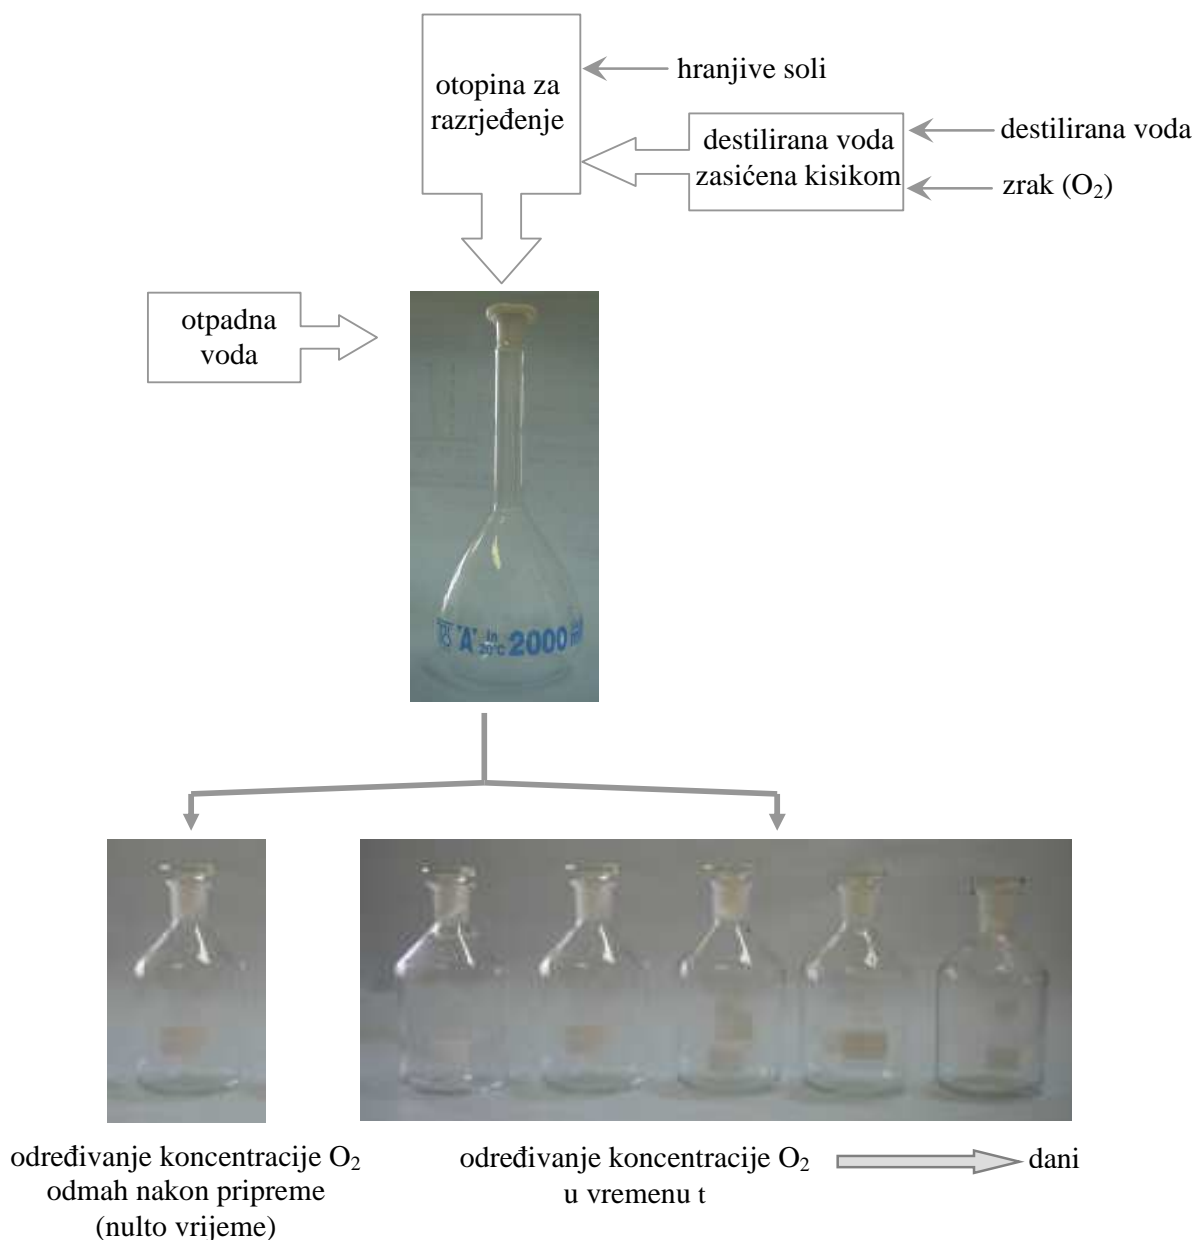 otopina za
razrjeđenje
hranjive soli
destilirana voda
zasićena kisikom
destilirana voda
zrak (O₂)
otpadna
voda
"A" in 20°C 2000
određivanje koncentracije O₂
odmah nakon pripreme
(nulto vrijeme)
određivanje koncentracije O₂
u vremenu t
dani